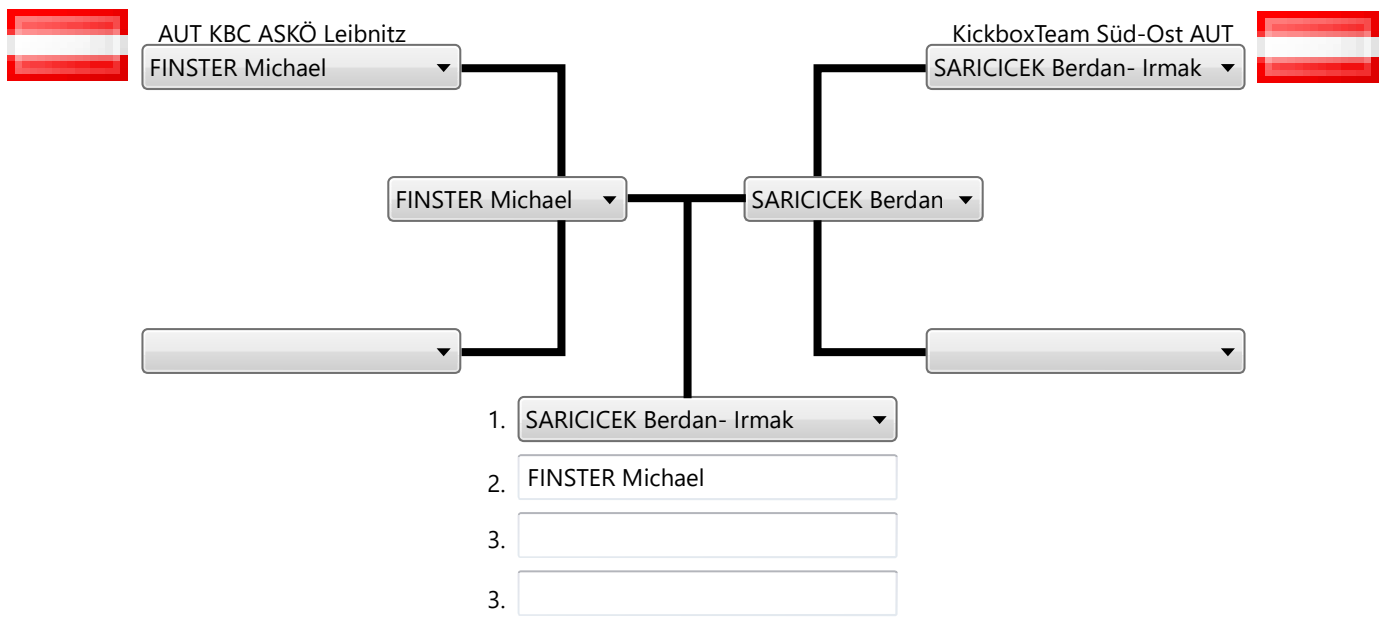 AUT KBC ASKÖ Leibnitz
KickboxTeam Süd-Ost AUT
FINSTER Michael
SARICICEK Berdan- Irmak
FINSTER Michael
SARICICEK Berdan
1. SARICICEK Berdan- Irmak
2. FINSTER Michael
3.
3.